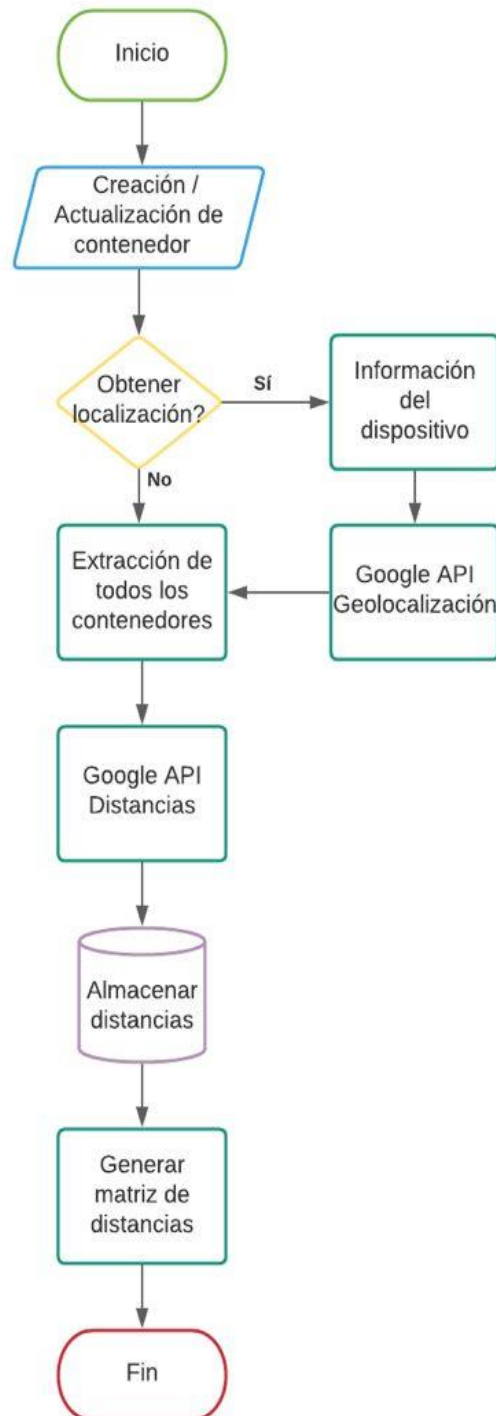 Inicio
Creación /
Actualización de
contenedor
Obtener
localización?
Sí
Información
del
dispositivo
No
Extracción de
todos los
contenedores
Google API
Geolocalización
Google API
Distancias
Almacenar
distancias
Generar
matriz de
distancias
Fin